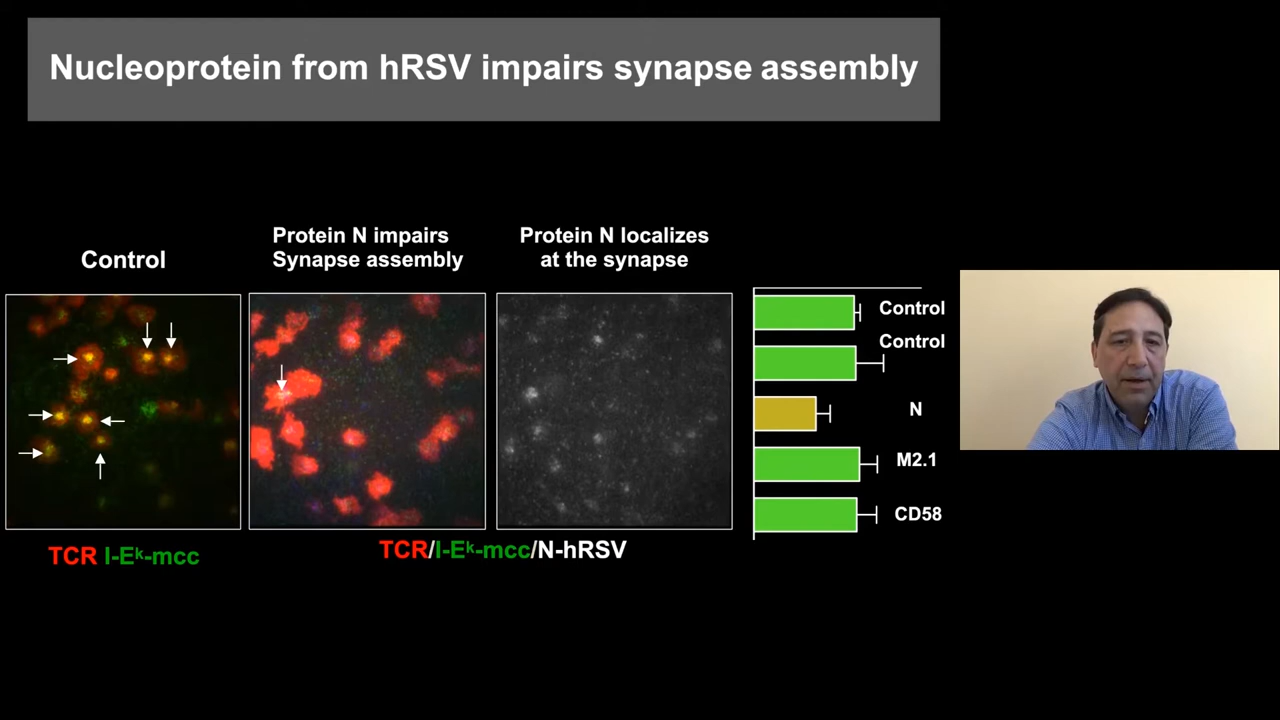 Nucleoprotein from hRSV impairs synapse assembly
Control
Protein N impairs
Synapse assembly
Protein N localizes
at the synapse
Control
Control
N
M2.1
CD58
TCR I-Eᵏ-mcc
TCR/I-Eᵏ-mcc/N-hRSV